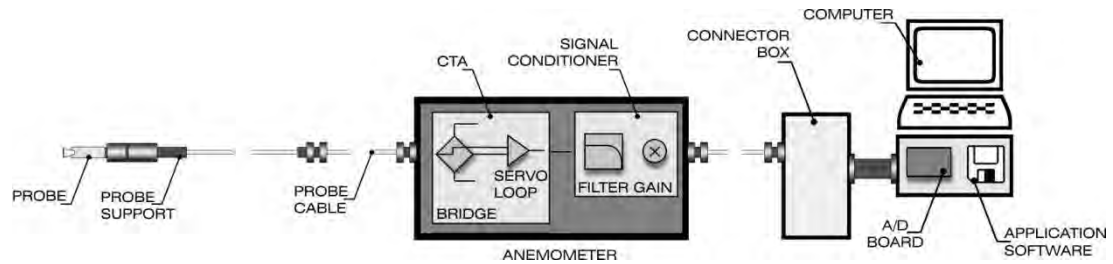 COMPUTER
SIGNAL
CONDITIONER
CONNECTOR
BOX
CTA
PROBE
PROBE
SUPPORT
PROBE
CABLE
SERVO
LOOP
BRIDGE
FILTER GAIN
ANEMOMETER
A/D
BOARD
APPLICATION
SOFTWARE